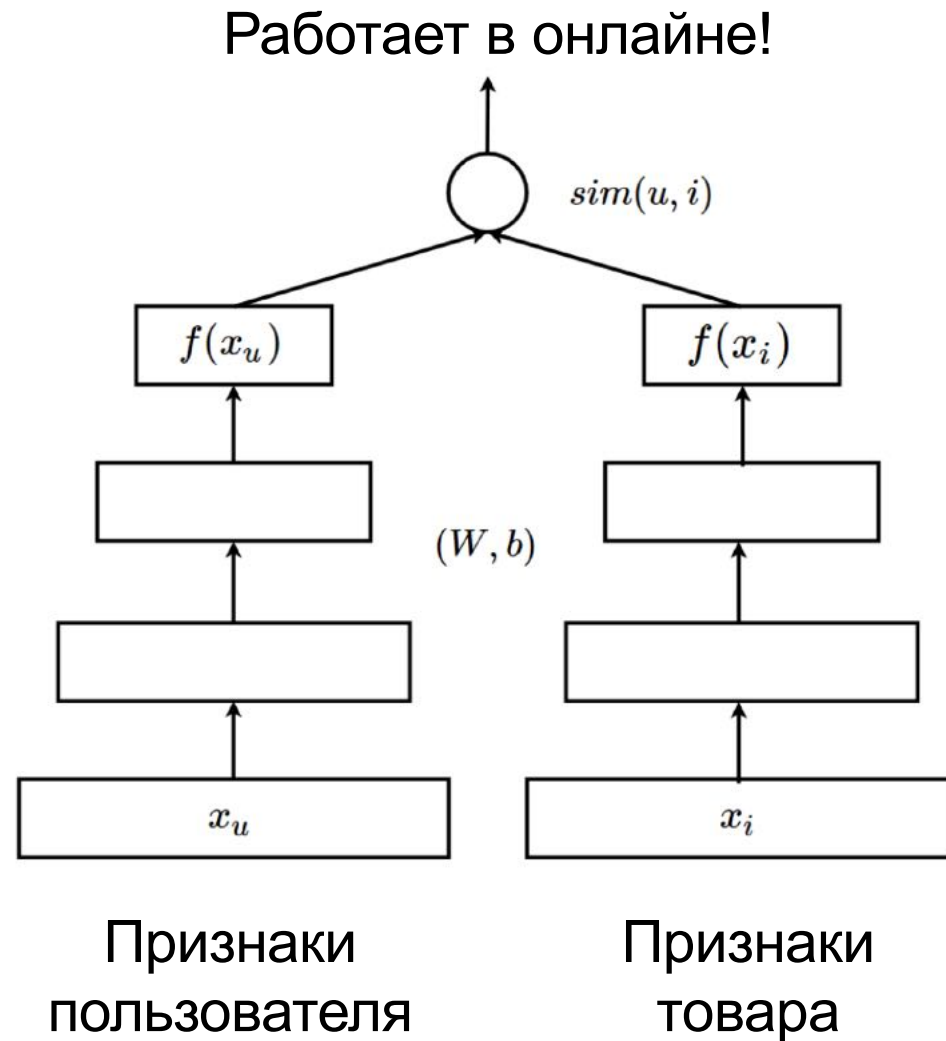 Работает в онлайне!
sim(u, i)
f(x_u)
f(x_i)
(W, b)
x_u
x_i
Признаки
пользователя
Признаки
товара